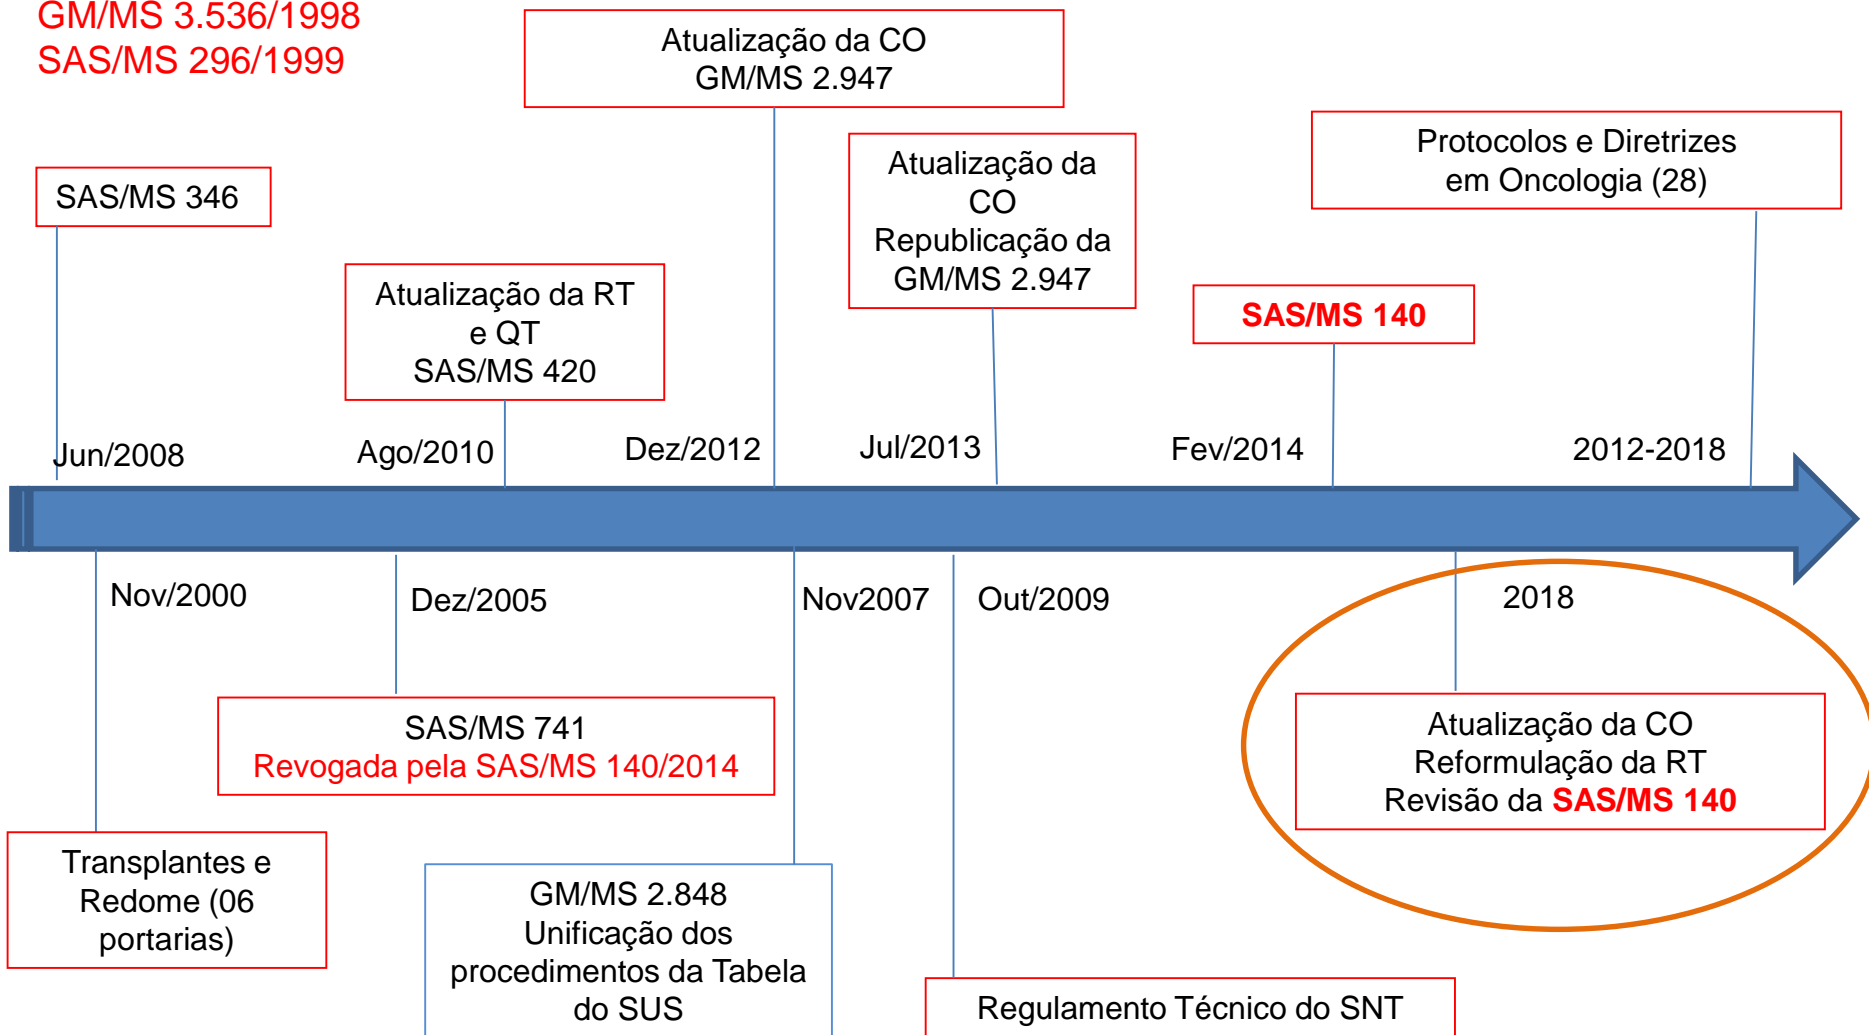 GM/MS 3.536/1998
SAS/MS 296/1999
Atualização da CO
GM/MS 2.947
Atualização da
CO
Republicação da
GM/MS 2.947
Protocolos e Diretrizes
em Oncologia (28)
SAS/MS 346
Atualização da RT
e QT
SAS/MS 420
SAS/MS 140
Jun/2008
Ago/2010
Dez/2012
Jul/2013
Fev/2014
2012-2018
Nov/2000
Dez/2005
Nov2007
Out/2009
2018
SAS/MS 741
Revogada pela SAS/MS 140/2014
Atualização da CO
Reformulação da RT
Revisão da SAS/MS 140
Transplantes e
Redome (06
portarias)
GM/MS 2.848
Unificação dos
procedimentos da Tabela
do SUS
Regulamento Técnico do SNT